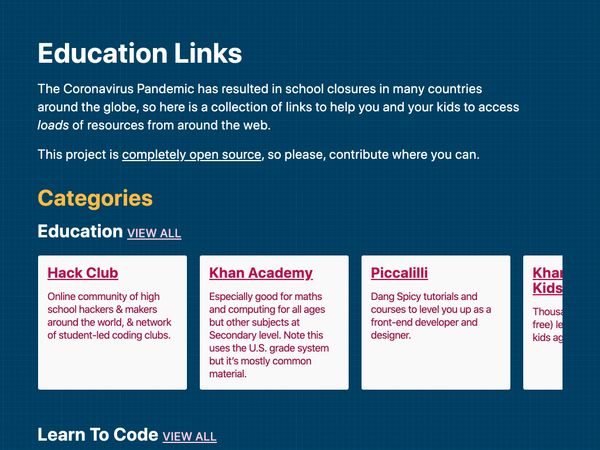 Education Links
The Coronavirus Pandemic has resulted in school closures in many countries
around the globe, so here is a collection of links to help you and your kids to access
loads of resources from around the web.
This project is completely open source, so please, contribute where you can.
Categories
Education VIEW ALL
Hack Club
Online community of high
school hackers & makers
around the world, & network
of student-led coding clubs.
Khan Academy
Especially good for maths
and computing for all ages
but other subjects at
Secondary level. Note this
uses the U.S. grade system
but it's mostly common
material.
Piccalilli
Dang Spicy tutorials and
courses to level you up as a
front-end developer and
designer.
Kids
free) le
kids ag
Learn To Code VIEW ALL